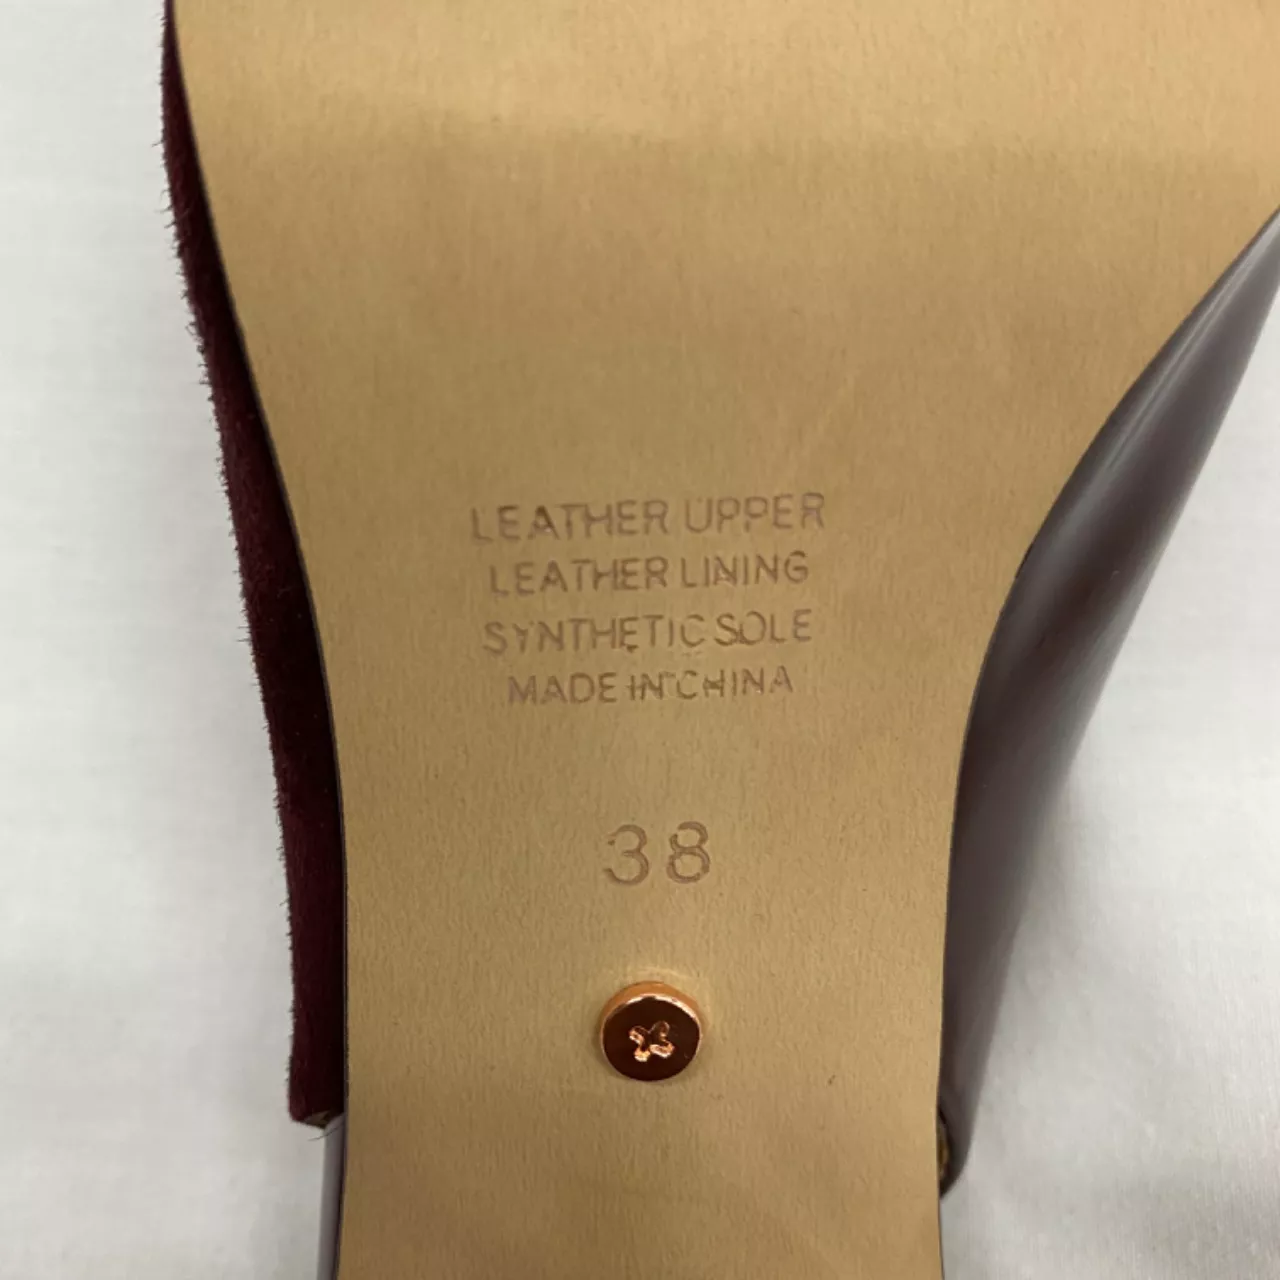 LEATHER UPPER
LEATHER LINING
SYNTHETIC SOLE
MADE IN CHINA
38